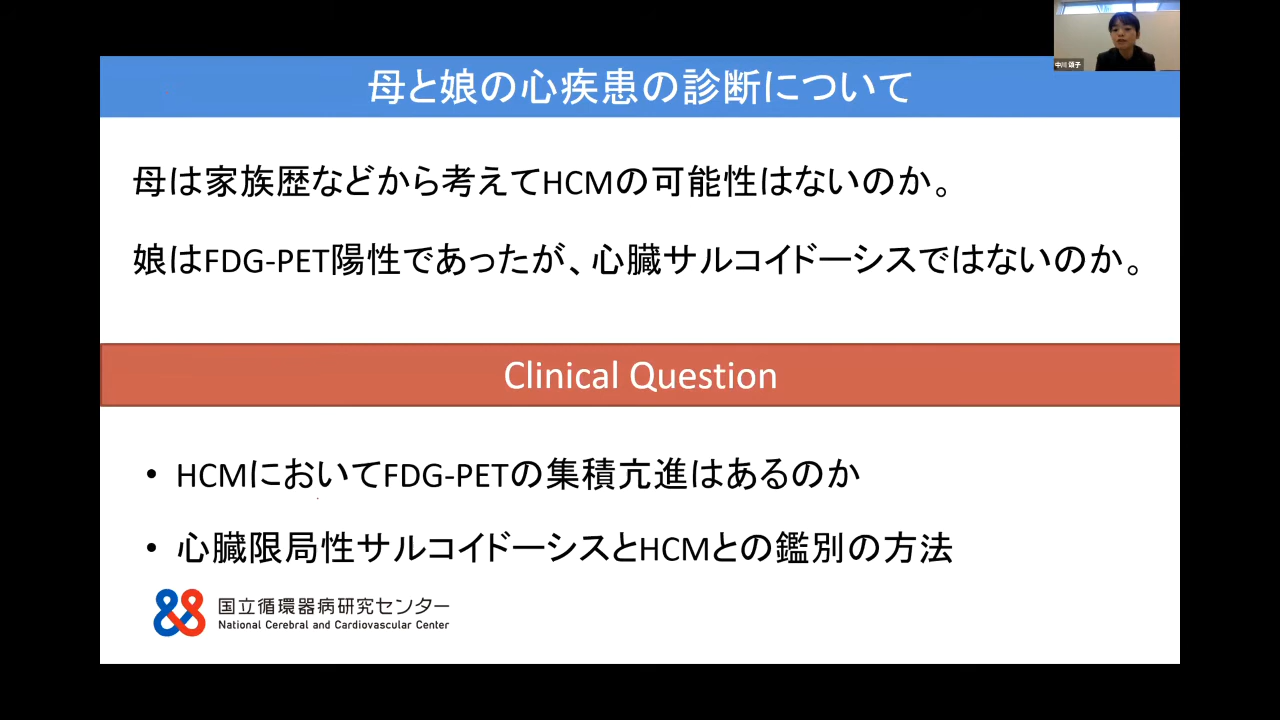 母と娘の心疾患の診断について
中川 頌子
母は家族歴などから考えてHCMの可能性はないのか。
娘はFDG-PET陽性であったが、心臓サルコイドーシスではないのか。
Clinical Question
• HCMにおいてFDG-PETの集積亢進はあるのか
• 心臓限局性サルコイドーシスとHCMとの鑑別の方法
国立循環器病研究センター
National Cerebral and Cardiovascular Center